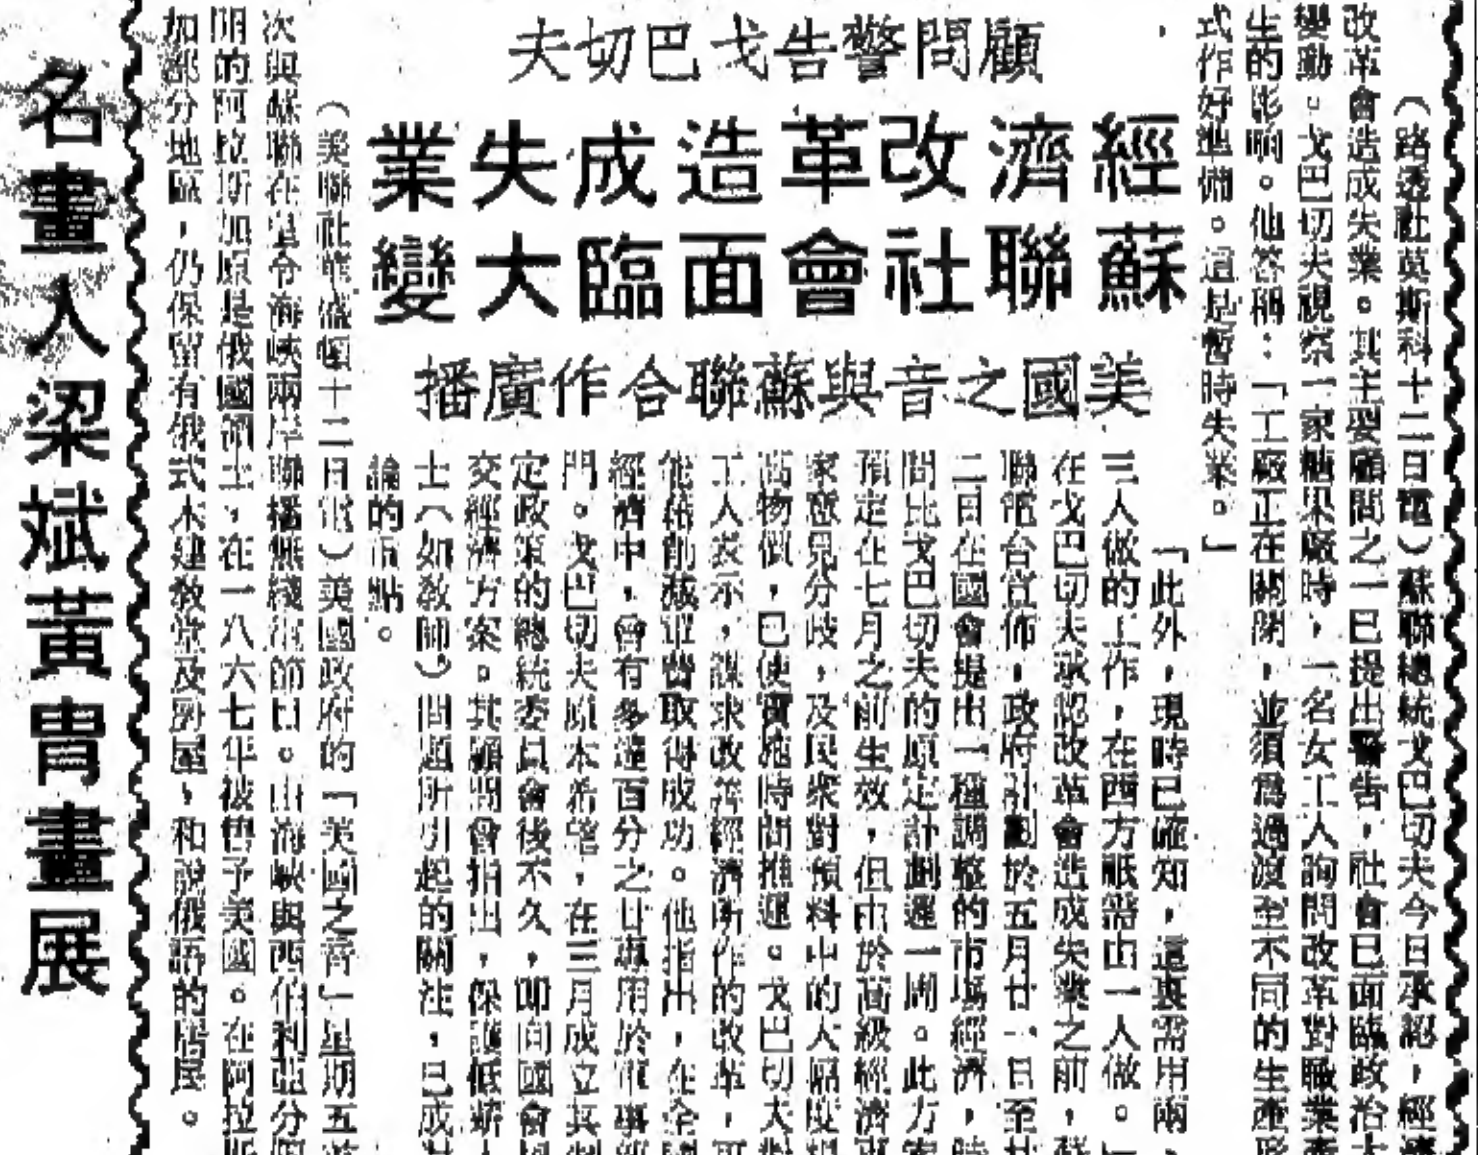 顧問警告戈巴切夫
經濟改革造成失業
蘇聯社會面臨大變
美國之音與蘇聯合作廣播
（路透社莫斯科十二日電）蘇聯總統戈巴切夫今日承認，經濟
改革會造成失業。其主要顧問之一已提出警告，社會已面臨政治大
變動。戈巴切夫視察一家糖果廠時，一名女工人詢問改革對職業產
生的影响。他答稱：「工廠正在關閉，並須爲過渡至不同的生產形
式作好準備。這是暫時失業。」
「此外，現時已確知，這裏需用兩、
三人做的工作，在西方祇需由一人做。」
在戈巴切夫承認改革會造成失業之前，蘇
聯電台宣佈，政府計劃於五月廿一日至廿
二日在國會提出一種調整的市場經濟，時
間比戈巴切夫的原定計劃遲一周。此方案
預定在七月之前生效，但由於高級經濟專
家意見分歧，及民衆對預料中的大幅度提
高物價，已使實施時間推遲。戈巴切夫對
工人表示，謀求改善經濟所作的改革，可
能藉削減軍費取得成功。他指出，在全國
經濟中，會有多達百分之廿專用於軍事部
門。戈巴切夫原本希望，在三月成立其制
定政策的總統委員會後不久，即向國會提
交經濟方案。其顧問會指出，保護低薪人
士（如敎師）問題所引起的關注，已成爲
論的焦點。
（美聯社華盛頓十二日電）美國政府的「美國之音」星期五首
次與蘇聯在白令海峽兩岸聯播無綫電節目。由海峽與西伯利亞分隔
開的阿拉斯加原是俄國領土，在一八六七年被售予美國。在阿拉斯
加部分地區，仍保留有俄式木建敎堂及房屋，和說俄語的居民。
名畫人梁斌黃胄畫展